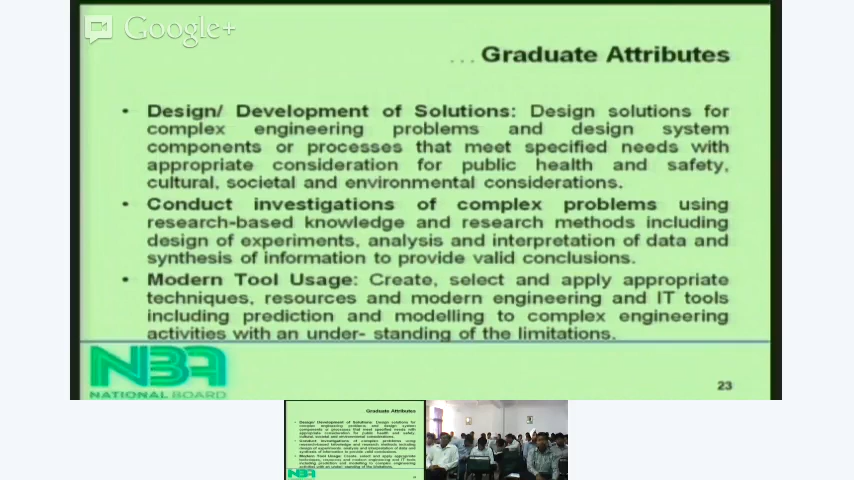 Google+
... Graduate Attributes
• Design/ Development of Solutions: Design solutions for
complex engineering problems and design system
components or processes that meet specified needs with
appropriate consideration for public health and safety,
cultural, societal and environmental considerations.
• Conduct investigations of complex problems using
research-based knowledge and research methods including
design of experiments, analysis and interpretation of data and
synthesis of information to provide valid conclusions.
• Modern Tool Usage: Create, select and apply appropriate
techniques, resources and modern engineering and IT tools
including prediction and modelling to complex engineering
activities with an under- standing of the limitations.
NBA
NATIONAL BOARD
23
Graduate Attributes